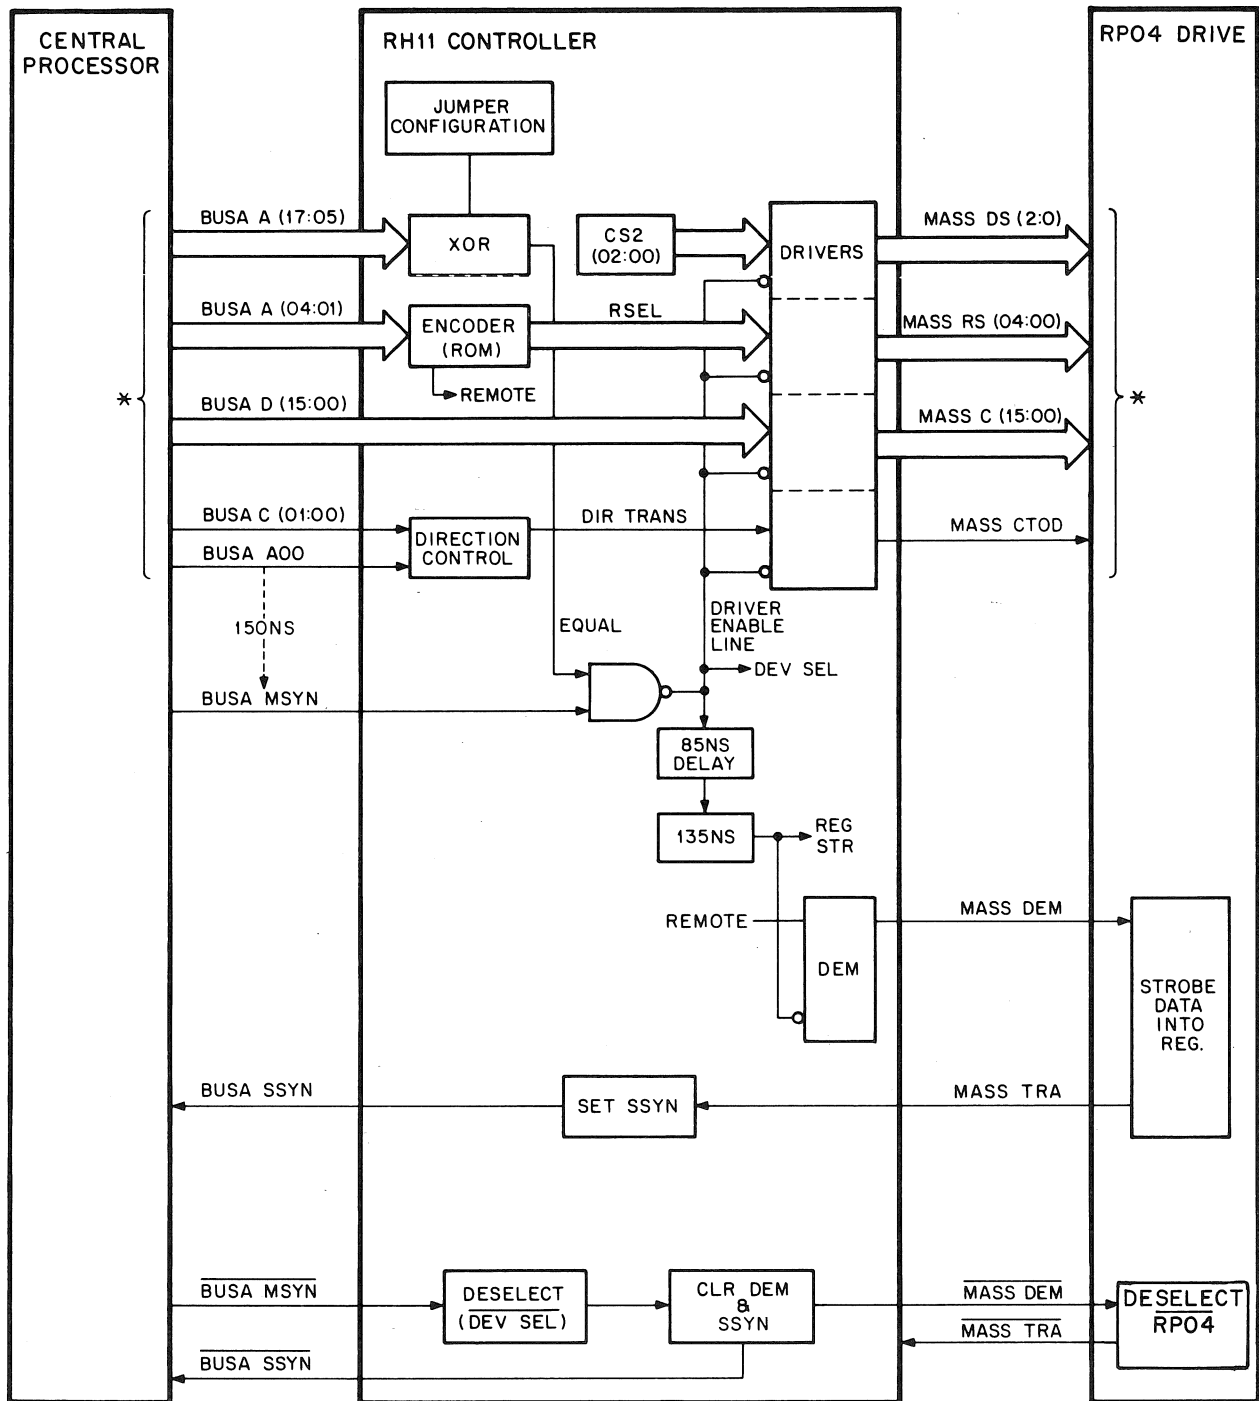 CENTRAL
PROCESSOR
RH11 CONTROLLER
RP04 DRIVE
JUMPER
CONFIGURATION
BUSA A (17:05)
XOR
CS2
(02:00)
DRIVERS
MASS DS (2:0)
BUSA A (04:01)
ENCODER
(ROM)
RSEL
MASS RS (04:00)
REMOTE
*
BUSA D (15:00)
MASS C (15:00)
*
BUSA C (01:00)
DIRECTION
CONTROL
DIR TRANS
MASS CTOD
BUSA A00
150NS
EQUAL
DRIVER
ENABLE
LINE
DEV SEL
BUSA MSYN
85NS
DELAY
135NS
REG
STR
REMOTE
DEM
MASS DEM
STROBE
DATA
INTO
REG.
BUSA SSYN
SET SSYN
MASS TRA
BUSA MSYN
DESELECT
(DEV SEL)
CLR DEM
&
SSYN
MASS DEM
DESELECT
RP04
MASS TRA
BUSA SSYN